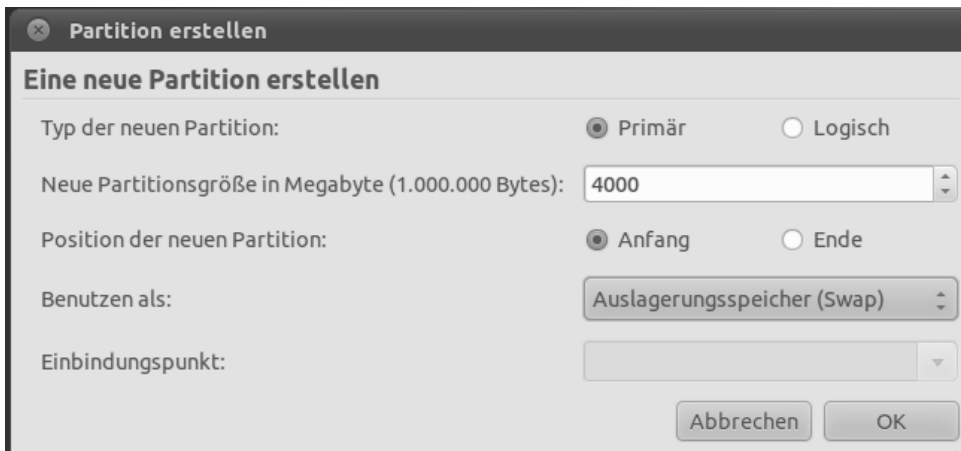 Partition erstellen
Eine neue Partition erstellen
Typ der neuen Partition: Primär Logisch
Neue Partitionsgröße in Megabyte (1.000.000 Bytes): 4000
Position der neuen Partition: Anfang Ende
Benutzen als: Auslagerungsspeicher (Swap)
Einbindungspunkt:
Abbrechen OK